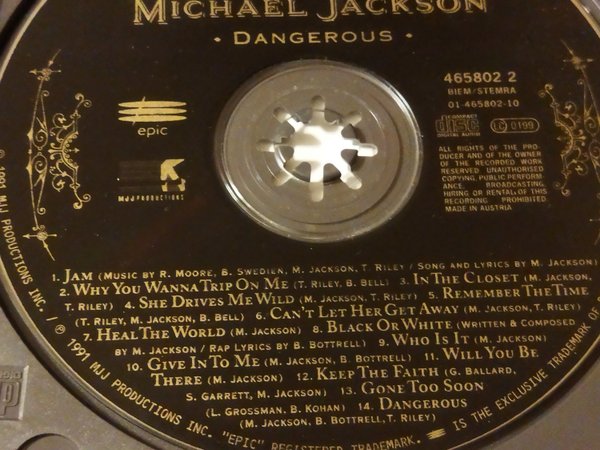 MICHAEL JACKSON
• DANGEROUS •
465802 2
BIEM/STEMRA
01-465802-10
epic
COMPACT
disc
DIGITAL AUDIO
LC 0199
MJJ PRODUCTIONS
ALL RIGHTS OF THE PRO-
DUCER AND OF THE OWNER
OF THE RECORDED WORK
RESERVED UNAUTHORISED
COPYING, PUBLIC PERFORM-
ANCE, BROADCASTING,
HIRING OR RENTAL OF THIS
RECORDING PROHIBITED
MADE IN AUSTRIA
1. JAM (MUSIC BY R. MOORE, B. SWEDIEN, M. JACKSON, T. RILEY / SONG AND LYRICS BY M. JACKSON)
2. WHY YOU WANNA TRIP ON ME (T. RILEY, B. BELL) 3. IN THE CLOSET (M. JACKSON,
T. RILEY) 4. SHE DRIVES ME WILD (M. JACKSON, T. RILEY) 5. REMEMBER THE TIME
(T. RILEY, M. JACKSON, B. BELL) 6. CAN'T LET HER GET AWAY (M. JACKSON, T. RILEY)
7. HEAL THE WORLD (M. JACKSON) 8. BLACK OR WHITE (WRITTEN & COMPOSED
BY M. JACKSON / RAP LYRICS BY B. BOTTRELL) 9. WHO IS IT (M. JACKSON)
10. GIVE IN TO ME (M. JACKSON, B. BOTTRELL) 11. WILL YOU BE
THERE (M. JACKSON) 12. KEEP THE FAITH (G. BALLARD,
S. GARRETT, M. JACKSON) 13. GONE TOO SOON
(L. GROSSMAN, B. KOHAN) 14. DANGEROUS
(M. JACKSON, B. BOTTRELL, T. RILEY)
℗ 1991 MJJ PRODUCTIONS INC. / © 1991 MJJ PRODUCTIONS INC. "EPIC" REGISTERED TRADEMARK. IS THE EXCLUSIVE TRADEMARK OF